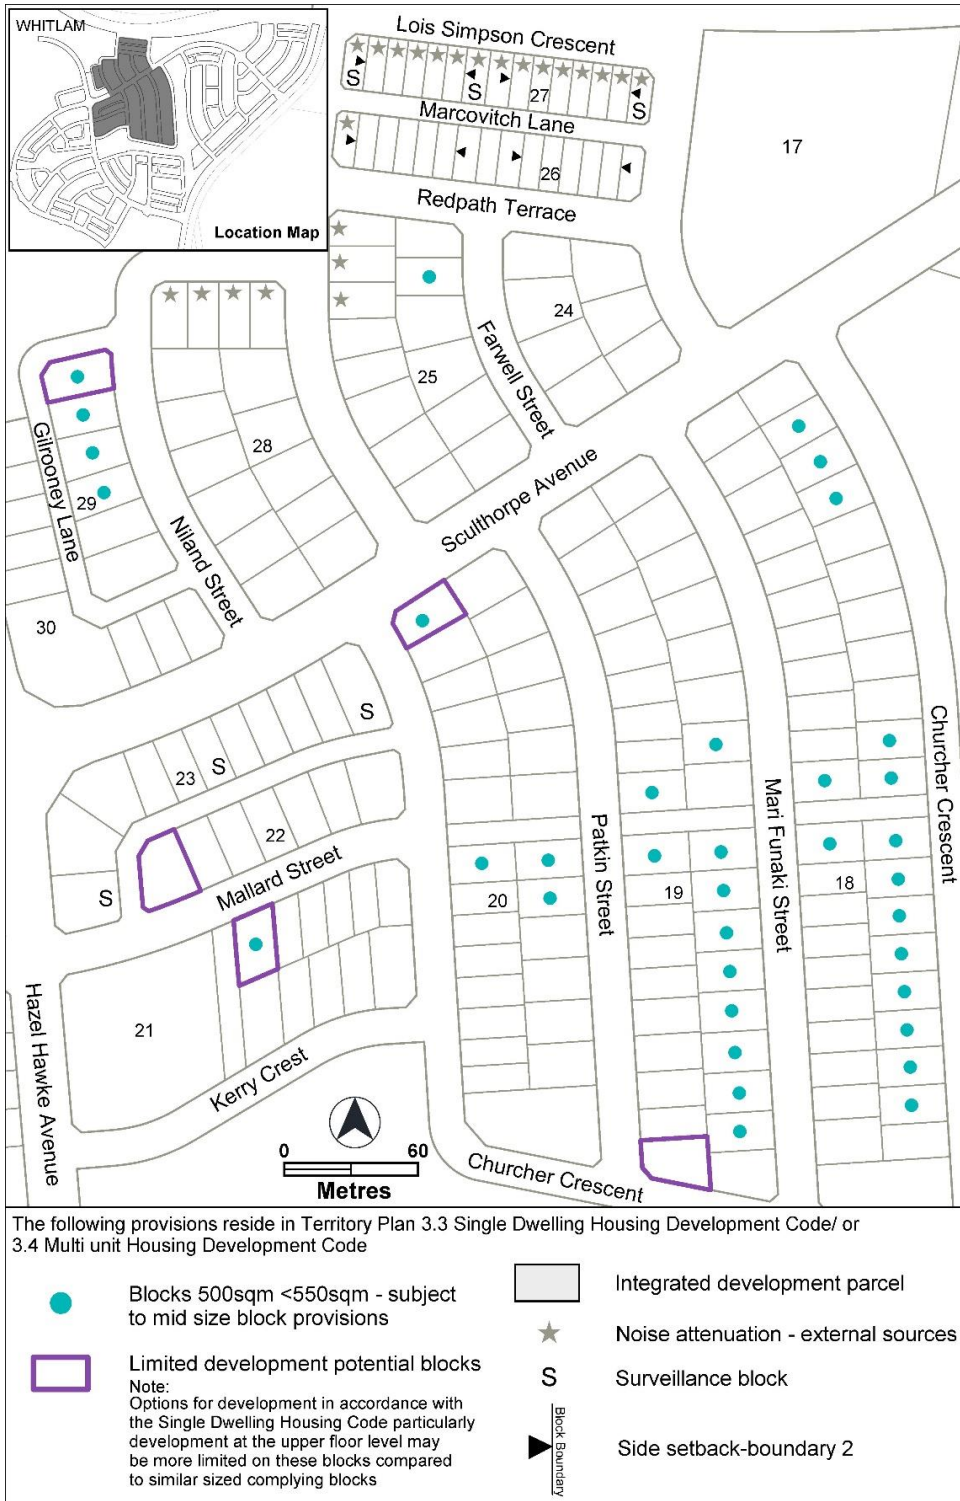 WHITLAM
Location Map
Lois Simpson Crescent
S
S
27
S
Marcovitch Lane
26
Redpath Terrace
17
24
25
Farwell Street
28
Gilrooney Lane
29
Niland Street
Sculthorpe Avenue
30
S
23
S
22
S
Mallard Street
20
Patkin Street
19
Mari Funaki Street
18
Churcher Crescent
Hazel Hawke Avenue
21
Kerry Crest
0
60
Metres
Churcher Crescent
The following provisions reside in Territory Plan 3.3 Single Dwelling Housing Development Code/ or
3.4 Multi unit Housing Development Code
Blocks 500sqm <550sqm - subject
to mid size block provisions
Limited development potential blocks
Note:
Options for development in accordance with
the Single Dwelling Housing Code particularly
development at the upper floor level may
be more limited on these blocks compared
to similar sized complying blocks
Integrated development parcel
Noise attenuation - external sources
S
Surveillance block
Block Boundary
Side setback-boundary 2